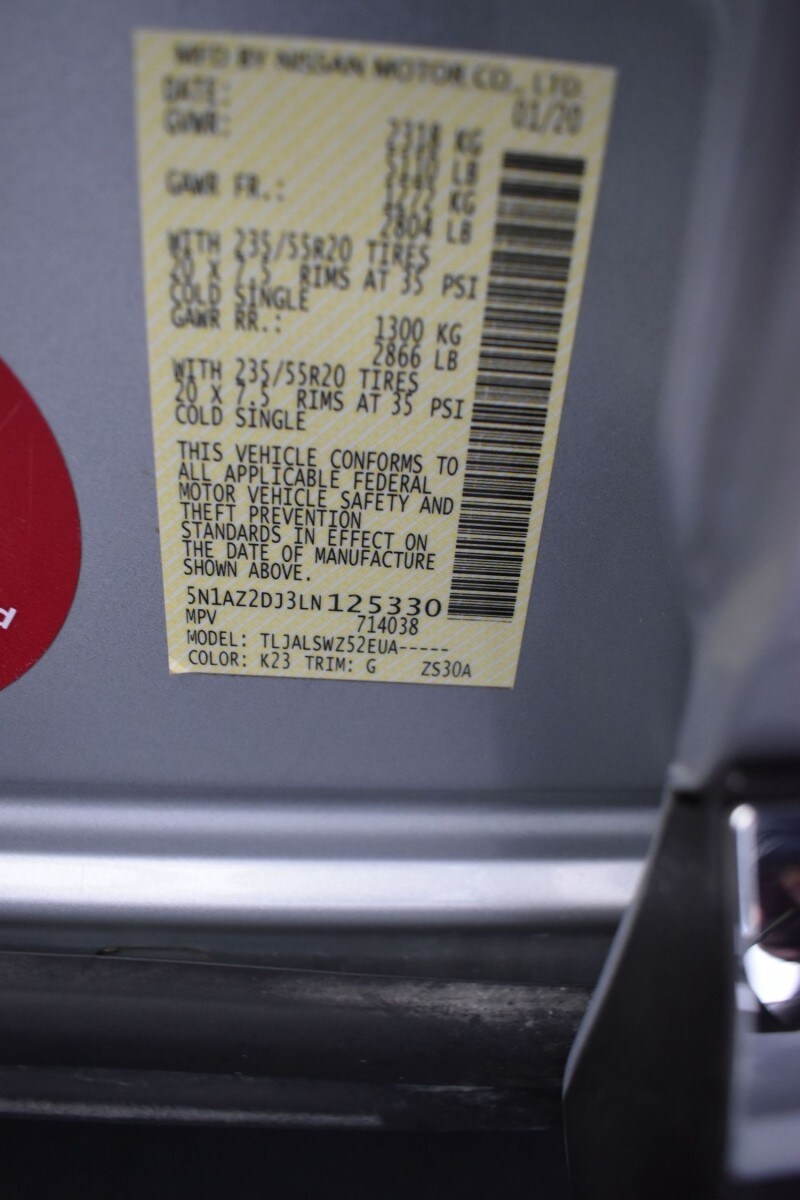 MFD BY NISSAN MOTOR CO., LTD
DATE: 01/20
GVWR: 2318 KG
5110 LB
GAWR FR.: 1272 KG
2804 LB
WITH 235/55R20 TIRES
20 X 7.5 RIMS AT 35 PSI
COLD SINGLE
GAWR RR.: 1300 KG
2866 LB
WITH 235/55R20 TIRES
20 X 7.5 RIMS AT 35 PSI
COLD SINGLE
THIS VEHICLE CONFORMS TO
ALL APPLICABLE FEDERAL
MOTOR VEHICLE SAFETY AND
THEFT PREVENTION
STANDARDS IN EFFECT ON
THE DATE OF MANUFACTURE
SHOWN ABOVE.
5N1AZ2DJ3LN125330
MPV 714038
MODEL: TLJALSWZ52EUA-----
COLOR: K23 TRIM: G ZS30A